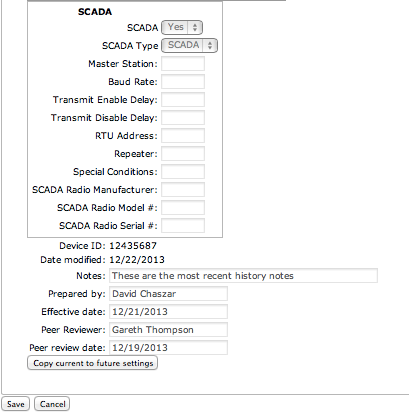 SCADA
SCADA Yes
SCADA Type SCADA
Master Station:
Baud Rate:
Transmit Enable Delay:
Transmit Disable Delay:
RTU Address:
Repeater:
Special Conditions:
SCADA Radio Manufacturer:
SCADA Radio Model #:
SCADA Radio Serial #:
Device ID: 12435687
Date modified: 12/22/2013
Notes: These are the most recent history notes
Prepared by: David Chaszar
Effective date: 12/21/2013
Peer Reviewer: Gareth Thompson
Peer review date: 12/19/2013
Copy current to future settings
Save Cancel